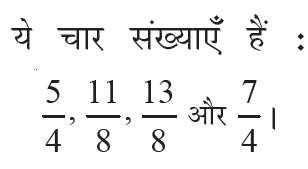 ये चार संख्याएँ हैं :
5/4, 11/8, 13/8 और 7/4।